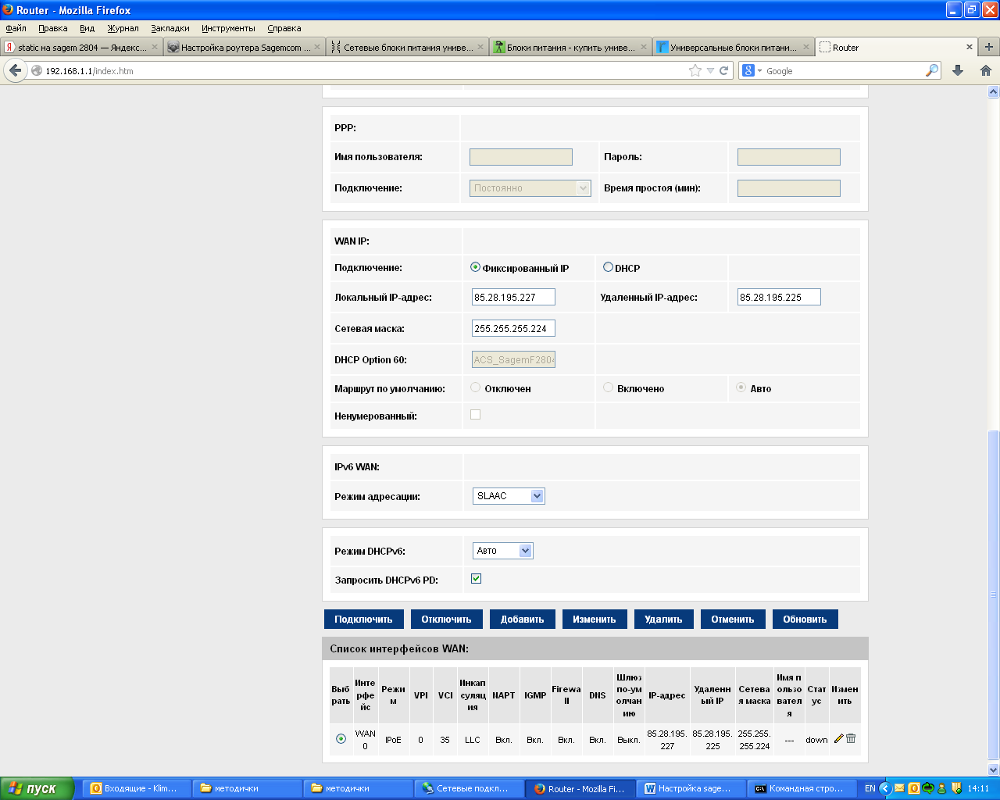 Router - Mozilla Firefox
Файл Правка Вид Журнал Закладки Инструменты Справка
static на sagem 2804 — Яндекс... Настройка роутера Sagemcom ... Сетевые блоки питания униве... Блоки питания - купить униве... Универсальные блоки питани... Router
192.168.1.1/index.htm Google
PPP:
Имя пользователя: Пароль:
Подключение: Постоянно Время простоя (мин):
WAN IP:
Подключение: Фиксированный IP DHCP
Локальный IP-адрес: 85.28.195.227 Удаленный IP-адрес: 85.28.195.225
Сетевая маска: 255.255.255.224
DHCP Option 60: ACS_SagemF2804
Маршрут по умолчанию: Отключен Включено Авто
Ненумерованный:
IPv6 WAN:
Режим адресации: SLAAC
Режим DHCPv6: Авто
Запросить DHCPv6 PD:
Подключить Отключить Добавить Изменить Удалить Отменить Обновить
Список интерфейсов WAN:
Выбрать Интерфейс Режим VPI VCI Инкапсуляция NAPT IGMP Firewall DNS Шлюз по-умолчанию IP-адрес Удаленный IP Сетевая маска Имя пользователя Статус Изменить
WAN0 IPoE 0 35 LLC Вкл. Вкл. Вкл. Вкл. Выкл. 85.28.195.227 85.28.195.225 255.255.255.224 --- down
пуск Входящие - Klim... методички методички Сетевые подкл... Router - Mozilla Fi... Настройка sage... Командная стро... EN 14:11